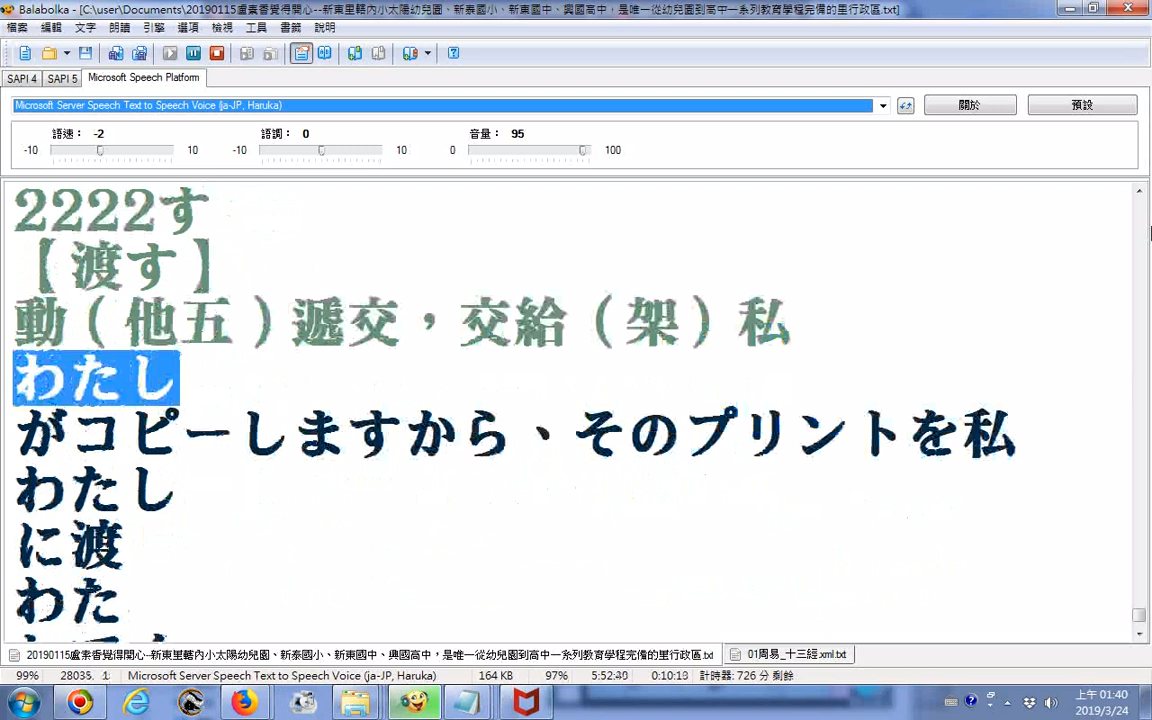 Balabolka - [C:\user\Documents\20190115盧素香覺得開心--新東里轄內小太陽幼兒園、新泰國小、新東國中、興國高中，是唯一從幼兒園到高中一系列教育學程完備的里行政區.txt]
檔案 編輯 文字 朗讀 引擎 選項 檢視 工具 書籤 說明
SAPI 4 SAPI 5 Microsoft Speech Platform
Microsoft Server Speech Text to Speech Voice (ja-JP, Haruka) 關於 預設
語速： -2 語調： 0 音量： 95
-10 10 -10 10 0 100
2222す
【渡す】
動（他五）遞交，交給（架）私
わたし
がコピーしますから、そのプリントを私
わたし
に渡
わた
20190115盧素香覺得開心--新東里轄內小太陽幼兒園、新泰國小、新東國中、興國高中，是唯一從幼兒園到高中一系列教育學程完備的里行政區.txt 01周易_十三經.xml.txt
99% 28035. 1 Microsoft Server Speech Text to Speech Voice (ja-JP, Haruka) 164 KB 97% 5:52:40 0:10:18 計時器: 726 分 剩餘
上午 01:40
2019/3/24